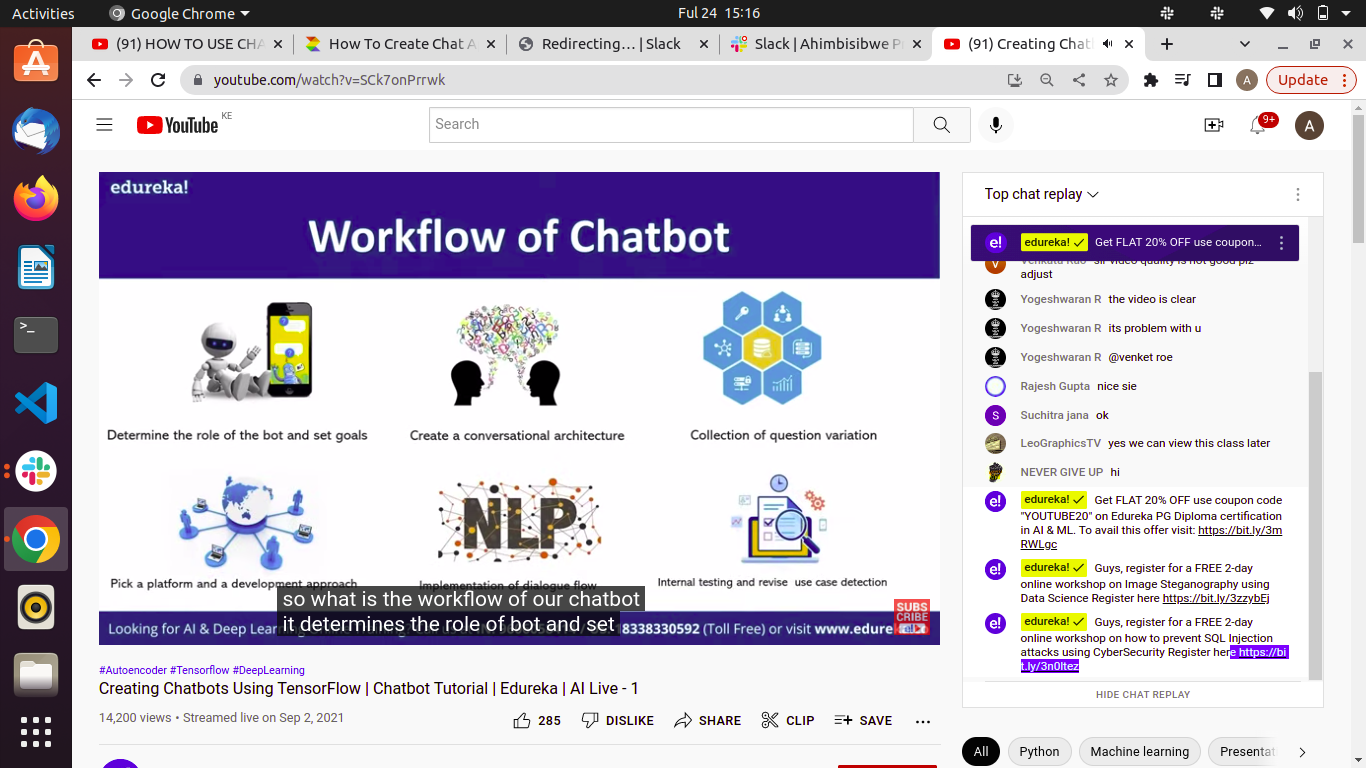 Activities
Google Chrome
Ful 24 15:16
(91) HOW TO USE CHA
How To Create Chat A
Redirecting… | Slack
Slack | Ahimbisibwe P
(91) Creating Chat
youtube.com/watch?v=SCk7onPrrwk
A
Update
YouTube KE
Search
9+
A
edureka!
Workflow of Chatbot
Determine the role of the bot and set goals
Create a conversational architecture
Collection of question variation
NLP
Pick a platform and a development approach
Implementation of dialogue flow
Internal testing and revise use case detection
so what is the workflow of our chatbot
it determines the role of bot and set
Looking for AI & Deep Learning
18338330592 (Toll Free) or visit www.edure
SUBSCRIBE
#Autoencoder #Tensorflow #DeepLearning
Creating Chatbots Using TensorFlow | Chatbot Tutorial | Edureka | AI Live - 1
14,200 views • Streamed live on Sep 2, 2021
285
DISLIKE
SHARE
CLIP
SAVE
Top chat replay
e! edureka! Get FLAT 20% OFF use coupon…
V Venkata Rao sir video quality is not good plz
adjust
Yogeshwaran R the video is clear
Yogeshwaran R its problem with u
Yogeshwaran R @venket roe
Rajesh Gupta nice sie
S Suchitra jana ok
LeoGraphicsTV yes we can view this class later
NEVER GIVE UP hi
e! edureka! Get FLAT 20% OFF use coupon code
"YOUTUBE20" on Edureka PG Diploma certification
in AI & ML. To avail this offer visit: https://bit.ly/3m
RWLgc
e! edureka! Guys, register for a FREE 2-day
online workshop on Image Steganography using
Data Science Register here https://bit.ly/3zzybEj
e! edureka! Guys, register for a FREE 2-day
online workshop on how to prevent SQL Injection
attacks using CyberSecurity Register here https://bi
t.ly/3n0ltez
HIDE CHAT REPLAY
All
Python
Machine learning
Presentat